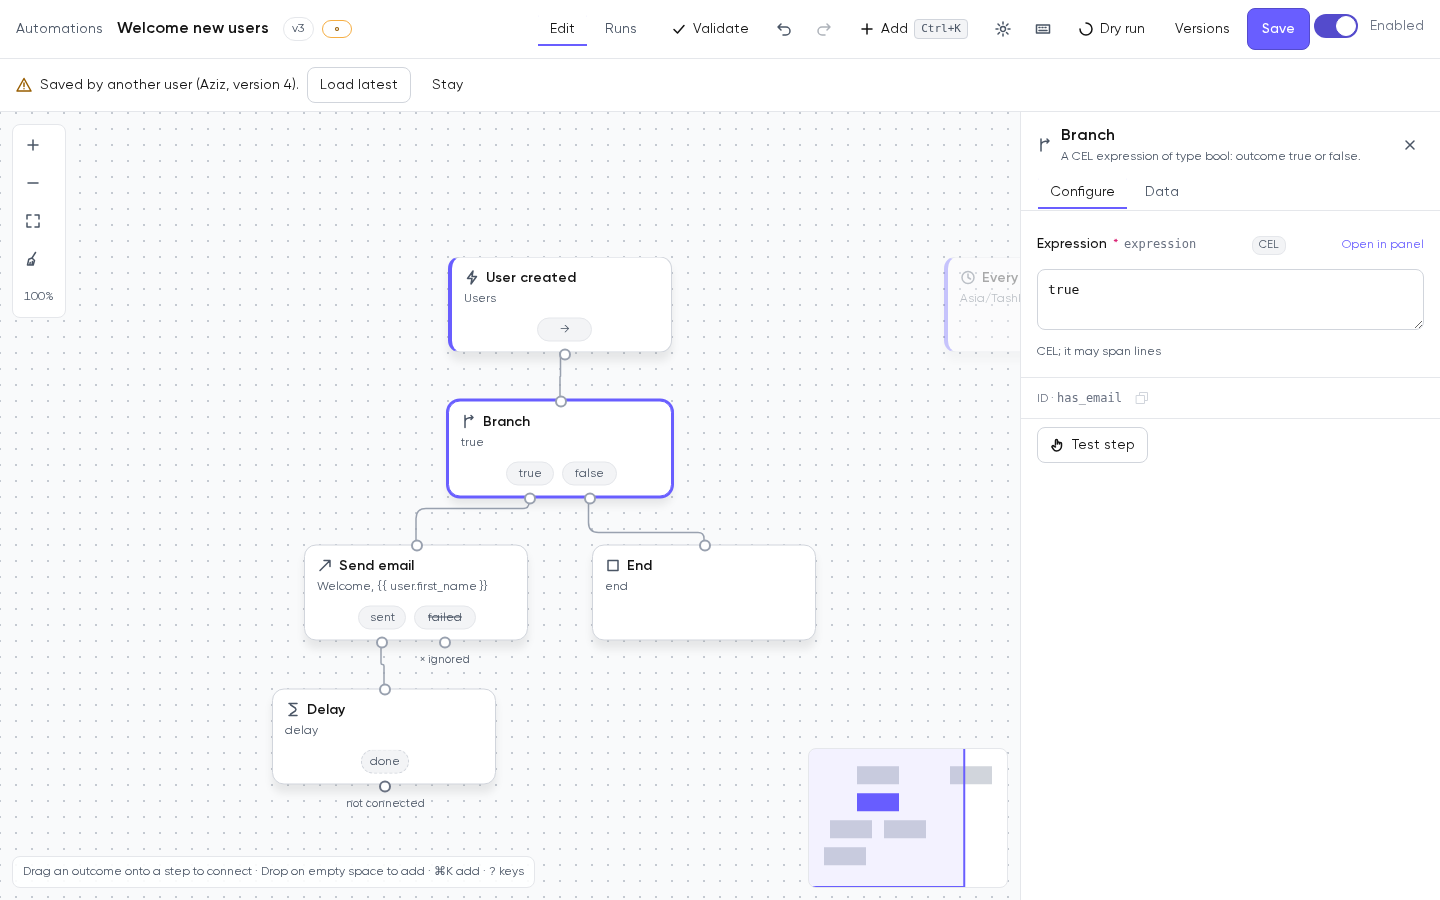 Automations Welcome new users v3 Edit Runs Validate Add Ctrl+K Dry run Versions Save Enabled
Saved by another user (Aziz, version 4). Load latest Stay
100%
User created
Users
→
Every
Branch
true
true false
Send email
Welcome, {{ user.first_name }}
sent failed
× ignored
End
end
Delay
delay
done
not connected
Drag an outcome onto a step to connect · Drop on empty space to add · ⌘K add · ? keys
Branch
A CEL expression of type bool: outcome true or false.
Configure Data
Expression * expression CEL Open in panel
true
CEL; it may span lines
ID · has_email
Test step